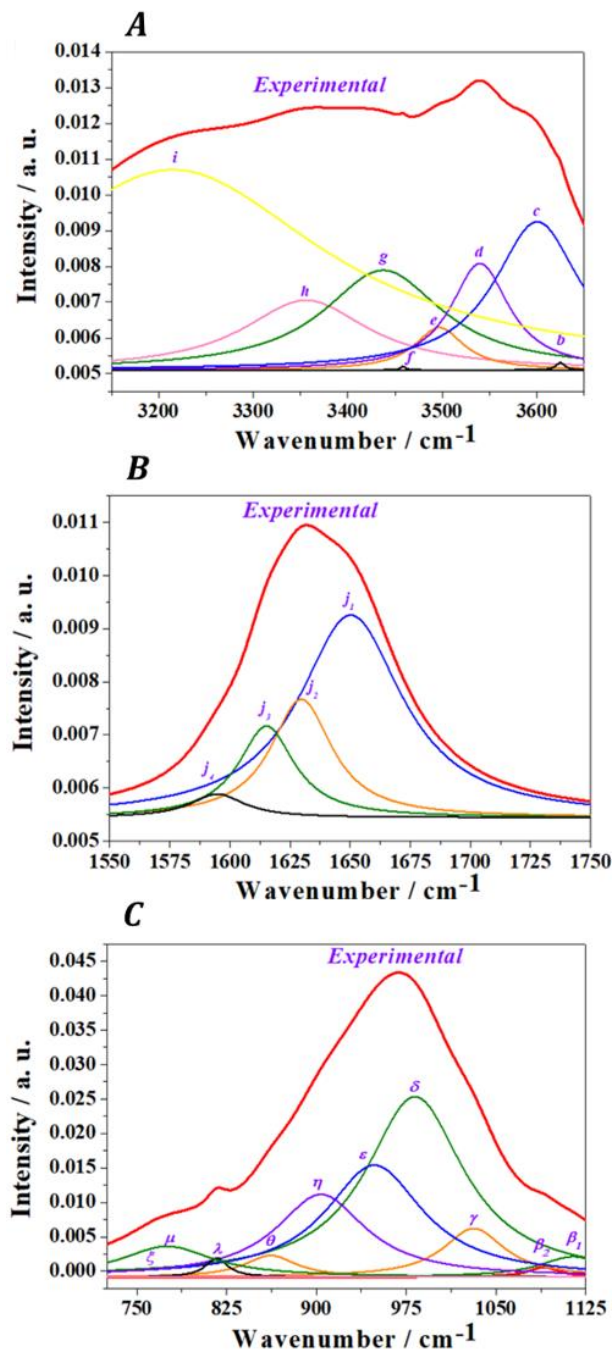 A
Experimental
Intensity / a. u.
0.014
0.013
0.012
0.011
0.010
0.009
0.008
0.007
0.006
0.005
i
h
g
f
e
d
c
b
3200 3300 3400 3500 3600
Wavenumber / cm-1
B
Experimental
Intensity / a. u.
0.011
0.010
0.009
0.008
0.007
0.006
0.005
j1
j2
j3
j4
1550 1575 1600 1625 1650 1675 1700 1725 1750
Wavenumber / cm-1
C
Experimental
Intensity / a. u.
0.045
0.040
0.035
0.030
0.025
0.020
0.015
0.010
0.005
0.000
δ
ε
η
γ
μ
ξ
λ
θ
β2
β1
750 825 900 975 1050 1125
Wavenumber / cm-1